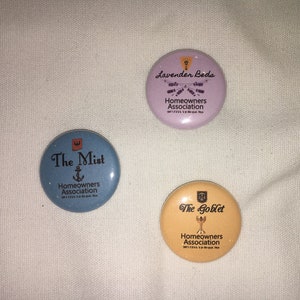 Lavender Beds
Homeowners
Association
The Mist
Homeowners
Association
The Goblet
Homeowners
Association